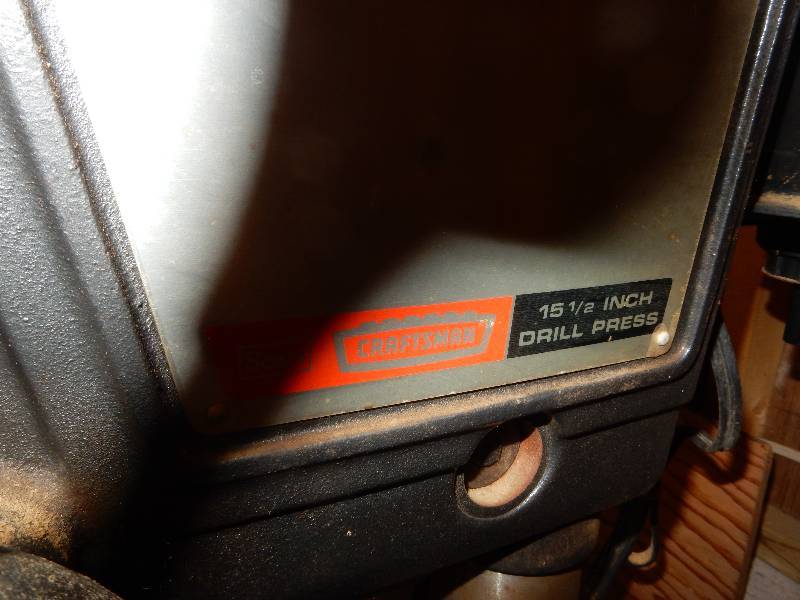 CRAFTSMAN
15 1/2 INCH
DRILL PRESS